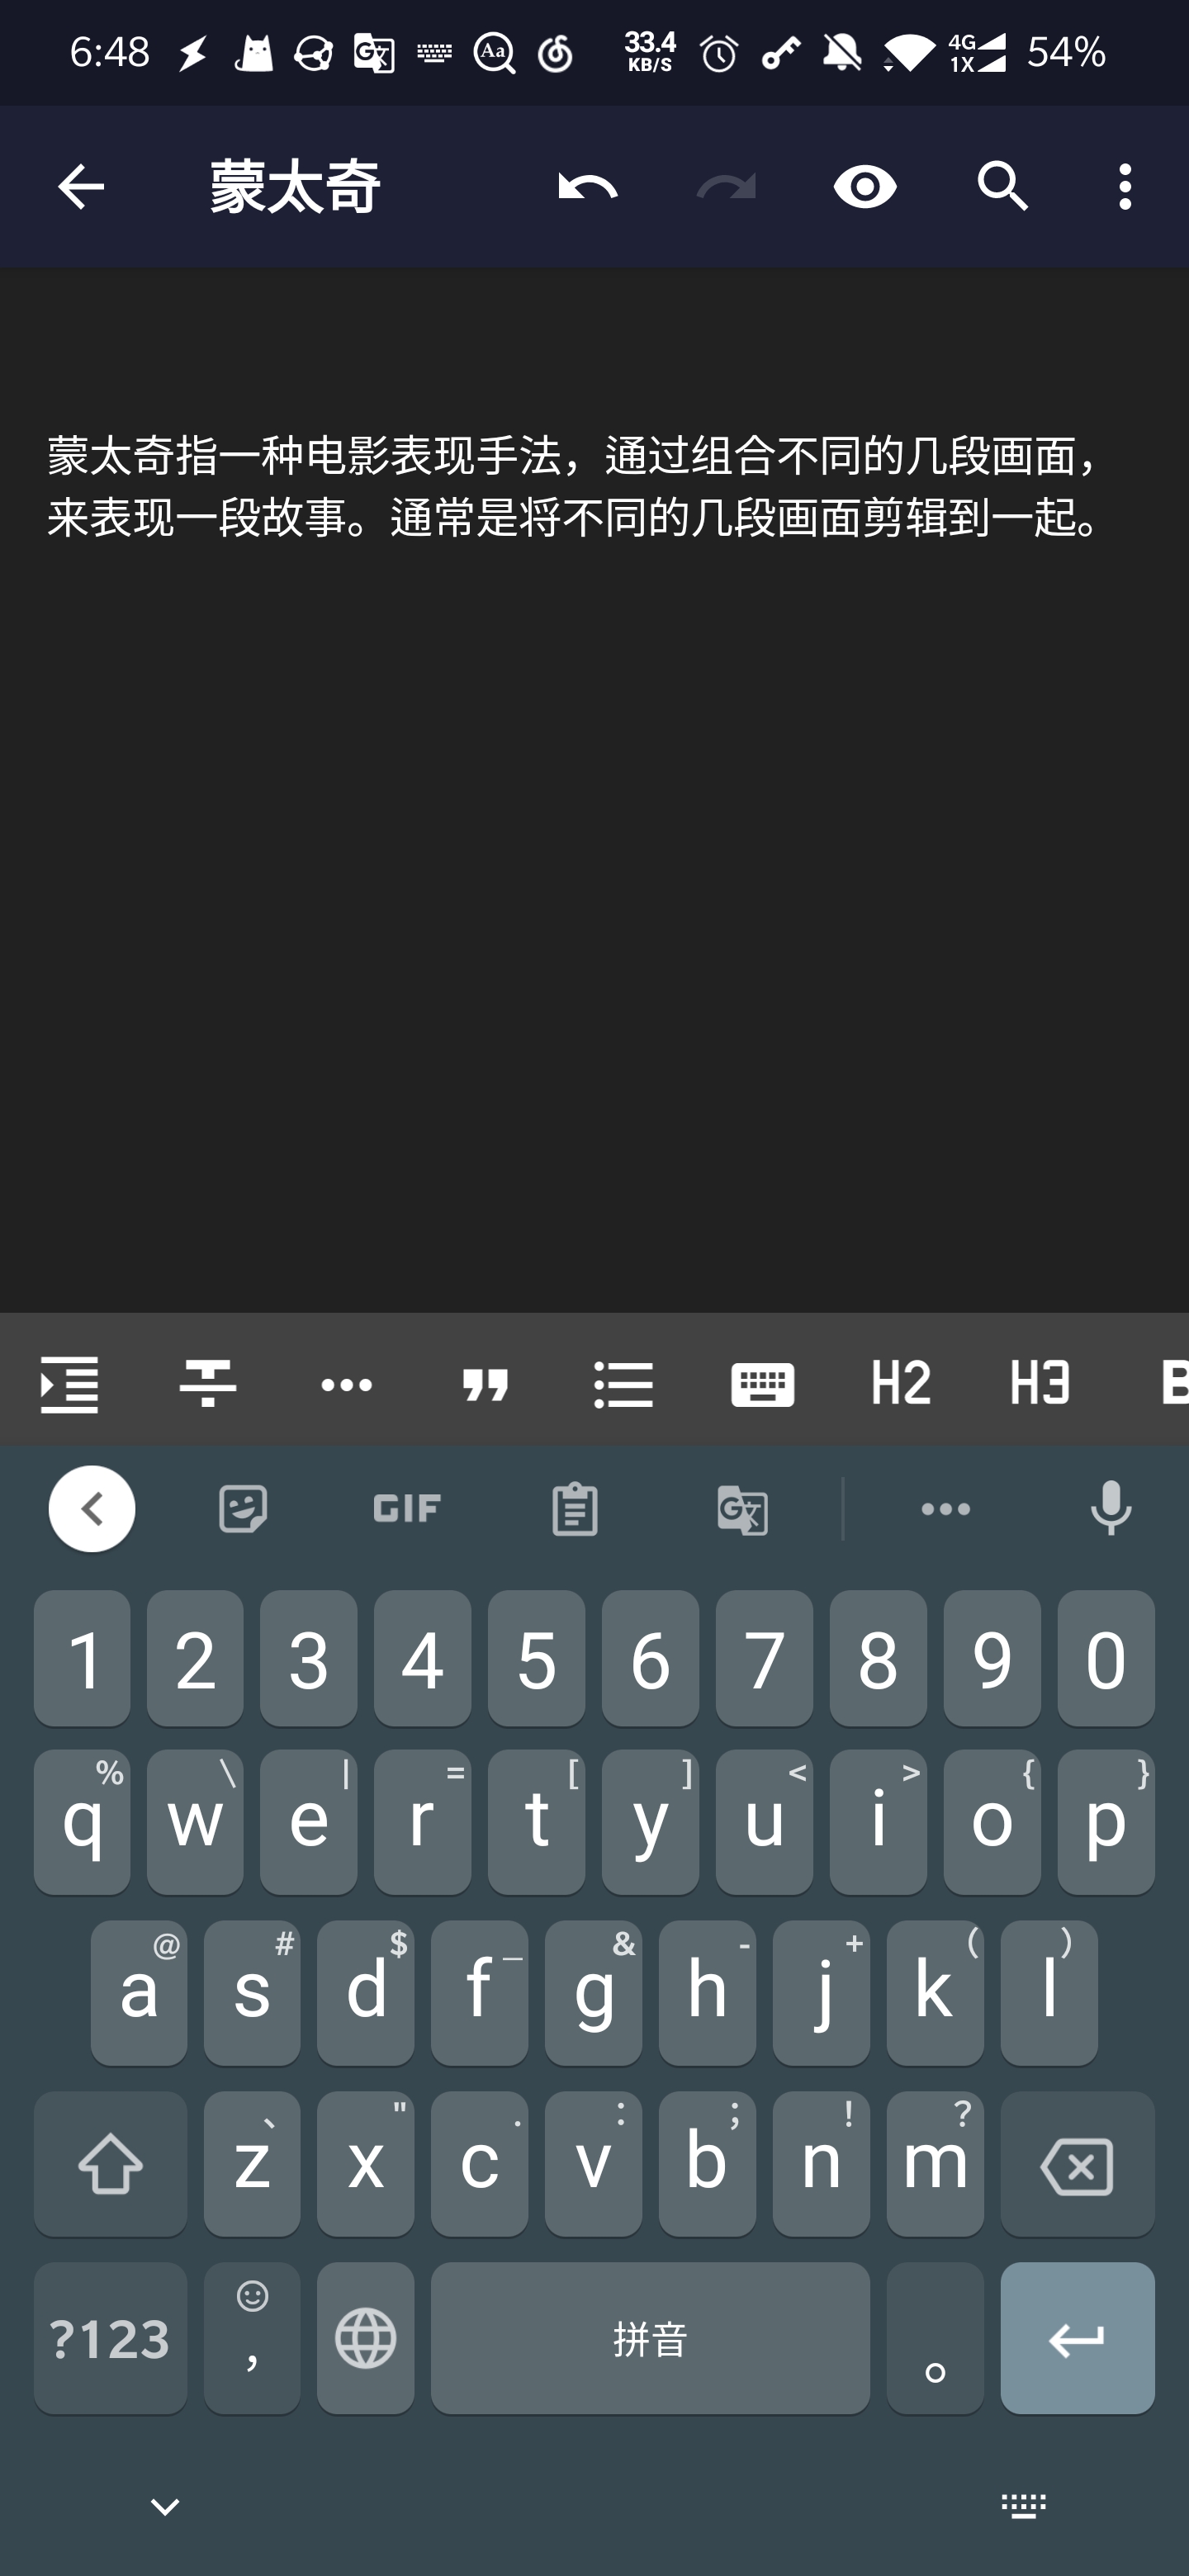 6:48 33.4 KB/S 4G 1X 54%
蒙太奇
蒙太奇指一种电影表现手法，通过组合不同的几段画面，
来表现一段故事。通常是将不同的几段画面剪辑到一起。
H2 H3 B
GIF
1 2 3 4 5 6 7 8 9 0
% \ | = [ ] < > { }
q w e r t y u i o p
@ # $ _ & - + ( )
a s d f g h j k l
、 " . : ; ! ?
z x c v b n m
?123 ， 拼音 。